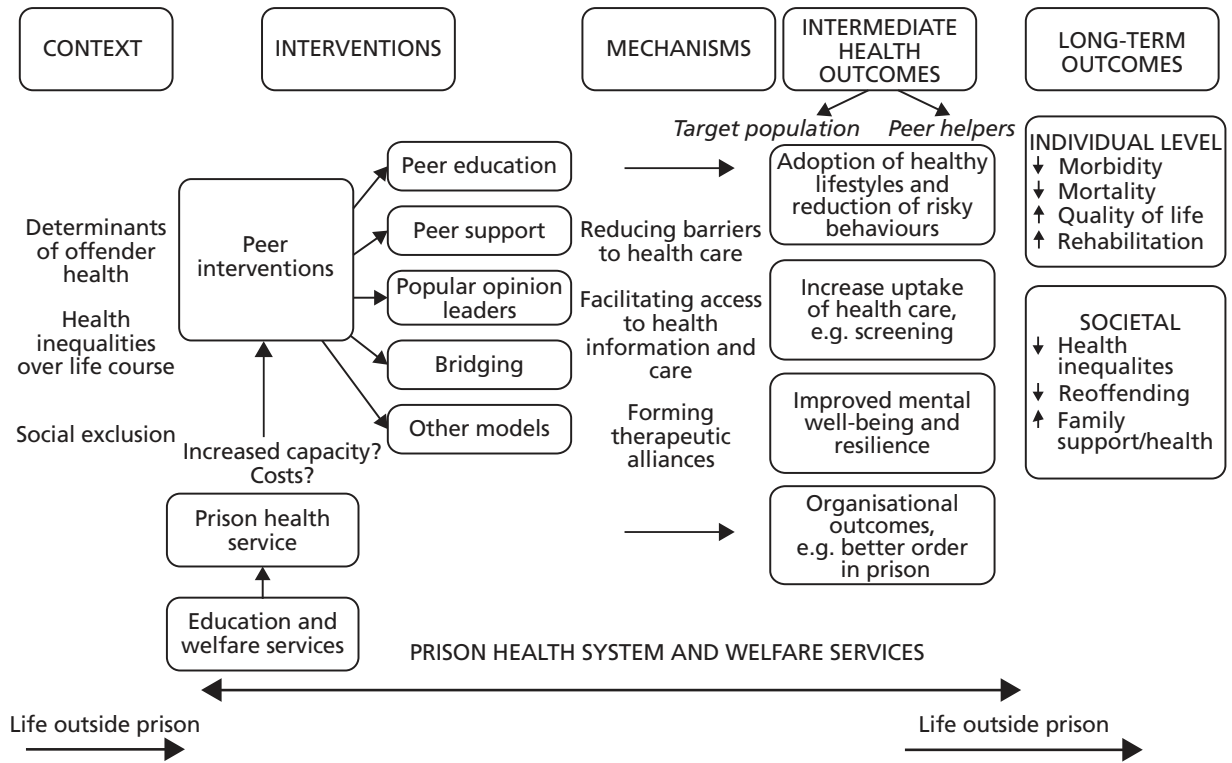 CONTEXT
INTERVENTIONS
MECHANISMS
INTERMEDIATE
HEALTH
OUTCOMES
LONG-TERM
OUTCOMES
Target population
Peer helpers
Determinants
of offender
health
Health
inequalities
over life course
Social exclusion
Peer
interventions
Increased capacity?
Costs?
Prison health
service
Education and
welfare services
Peer education
Peer support
Popular opinion
leaders
Bridging
Other models
Reducing barriers
to health care
Facilitating access
to health
information and
care
Forming
therapeutic
alliances
Adoption of healthy
lifestyles and
reduction of risky
behaviours
Increase uptake
of health care,
e.g. screening
Improved mental
well-being and
resilience
Organisational
outcomes,
e.g. better order
in prison
INDIVIDUAL LEVEL
Morbidity
Mortality
Quality of life
Rehabilitation
SOCIETAL
Health
inequalites
Reoffending
Family
support/health
PRISON HEALTH SYSTEM AND WELFARE SERVICES
Life outside prison
Life outside prison